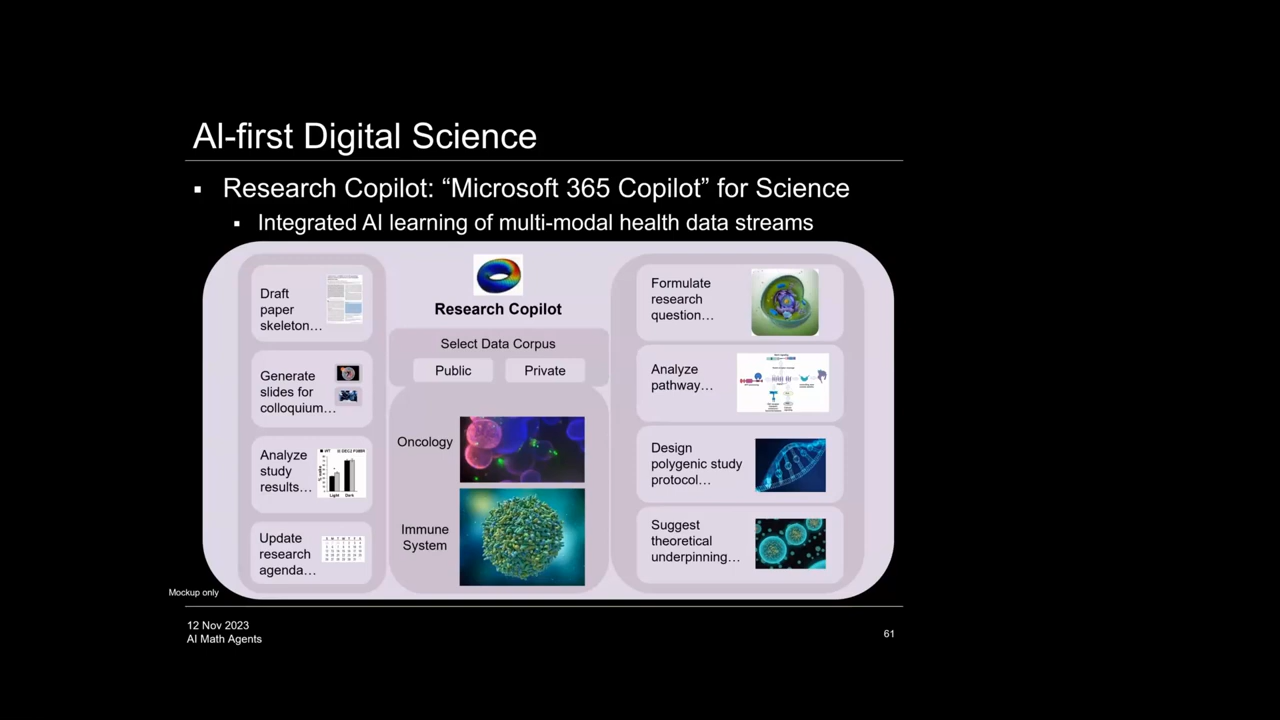 AI-first Digital Science
▪ Research Copilot: “Microsoft 365 Copilot” for Science
▪ Integrated AI learning of multi-modal health data streams
Draft
paper
skeleton…
Generate
slides for
colloquium…
Analyze
study
results…
WT
Light Dark
Update
research
agenda…
Research Copilot
Select Data Corpus
Public Private
Oncology
Immune
System
Formulate
research
question…
Analyze
pathway…
Design
polygenic study
protocol…
Suggest
theoretical
underpinning…
Mockup only
12 Nov 2023
AI Math Agents
61